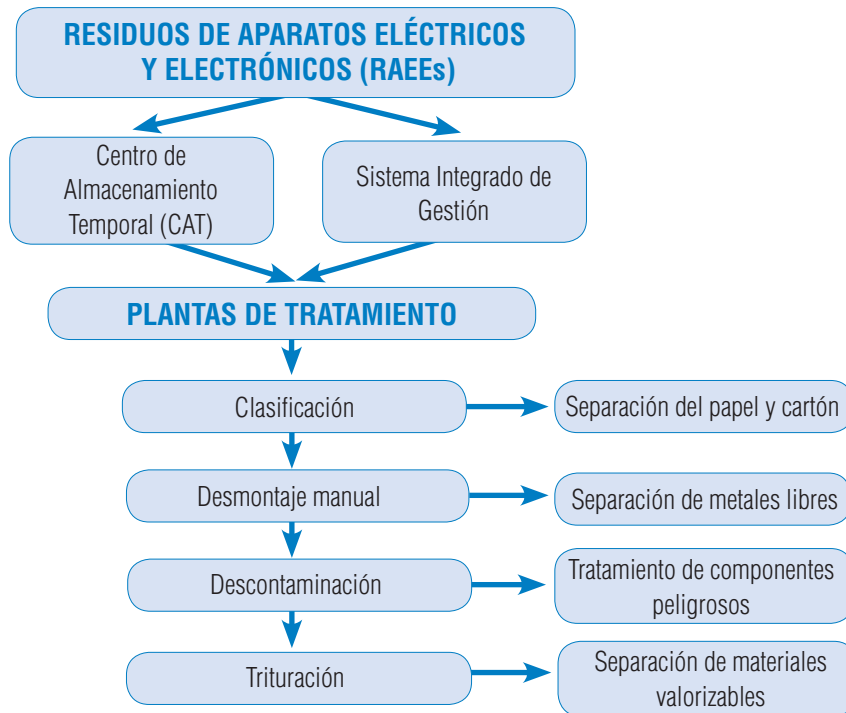 RESIDUOS DE APARATOS ELÉCTRICOS
Y ELECTRÓNICOS (RAEEs)
Centro de
Almacenamiento
Temporal (CAT)
Sistema Integrado de
Gestión
PLANTAS DE TRATAMIENTO
Clasificación
Separación del papel y cartón
Desmontaje manual
Separación de metales libres
Descontaminación
Tratamiento de componentes
peligrosos
Trituración
Separación de materiales
valorizables